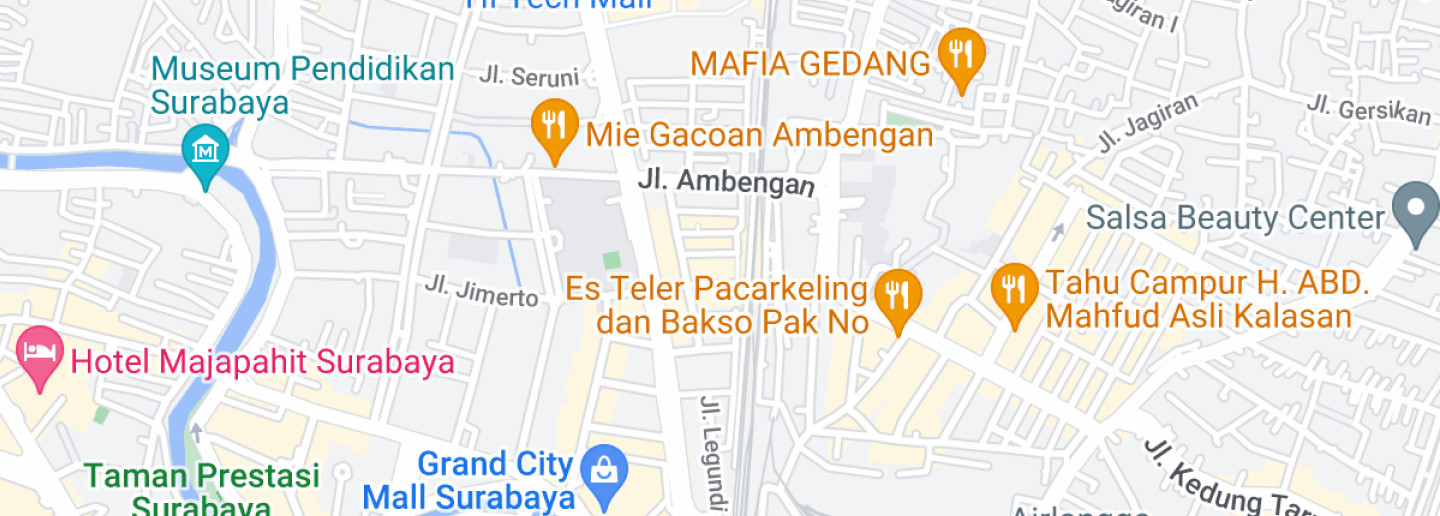 Hi-Tech Mall
Jagiran I
MAFIA GEDANG
Museum Pendidikan
Surabaya
Jl. Seruni
Jl. Gersikan
Jl. Jagiran
Mie Gacoan Ambengan
Jl. Ambengan
Salsa Beauty Center
Jl. Jimerto
Es Teler Pacarkeling
dan Bakso Pak No
Tahu Campur H. ABD.
Mahfud Asli Kalasan
Hotel Majapahit Surabaya
Jl. Legundi
Grand City
Mall Surabaya
Taman Prestasi
Surabaya
Jl. Kedung Tar